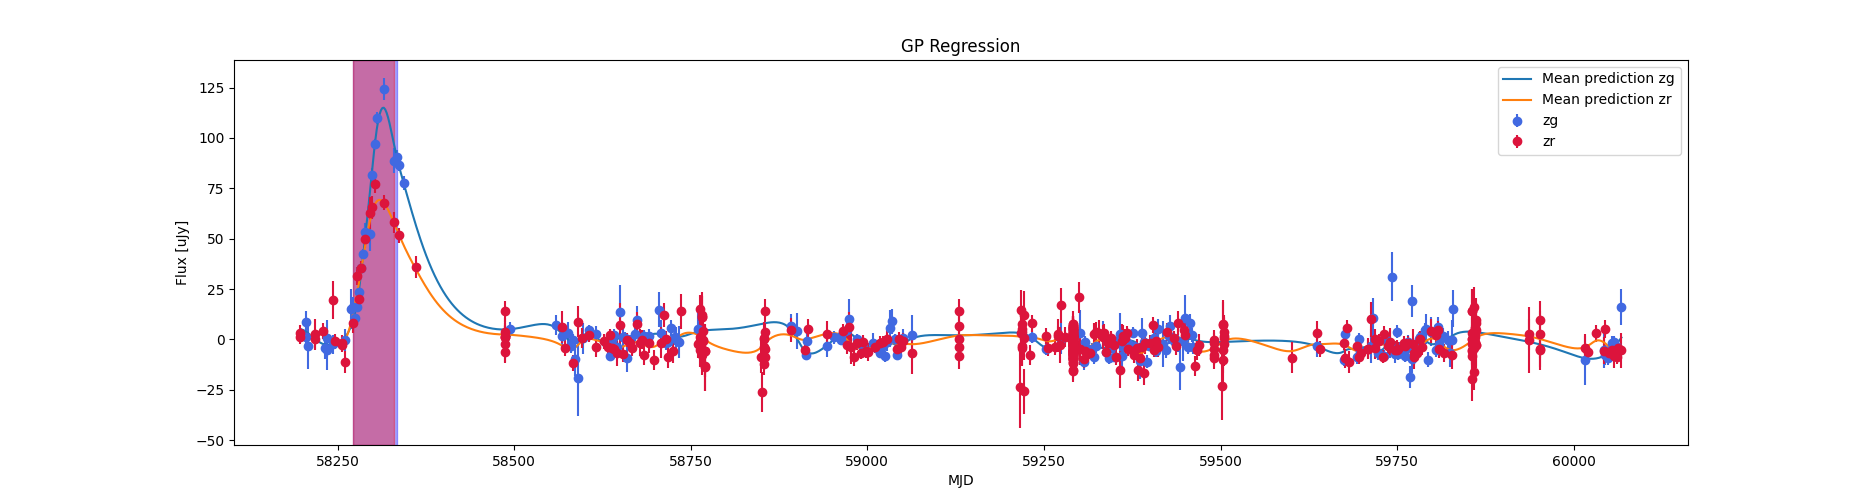 GP Regression
Flux [uJy]
125
100
75
50
25
0
−25
−50
Mean prediction zg
Mean prediction zr
zg
zr
58250
58500
58750
59000
59250
59500
59750
60000
MJD